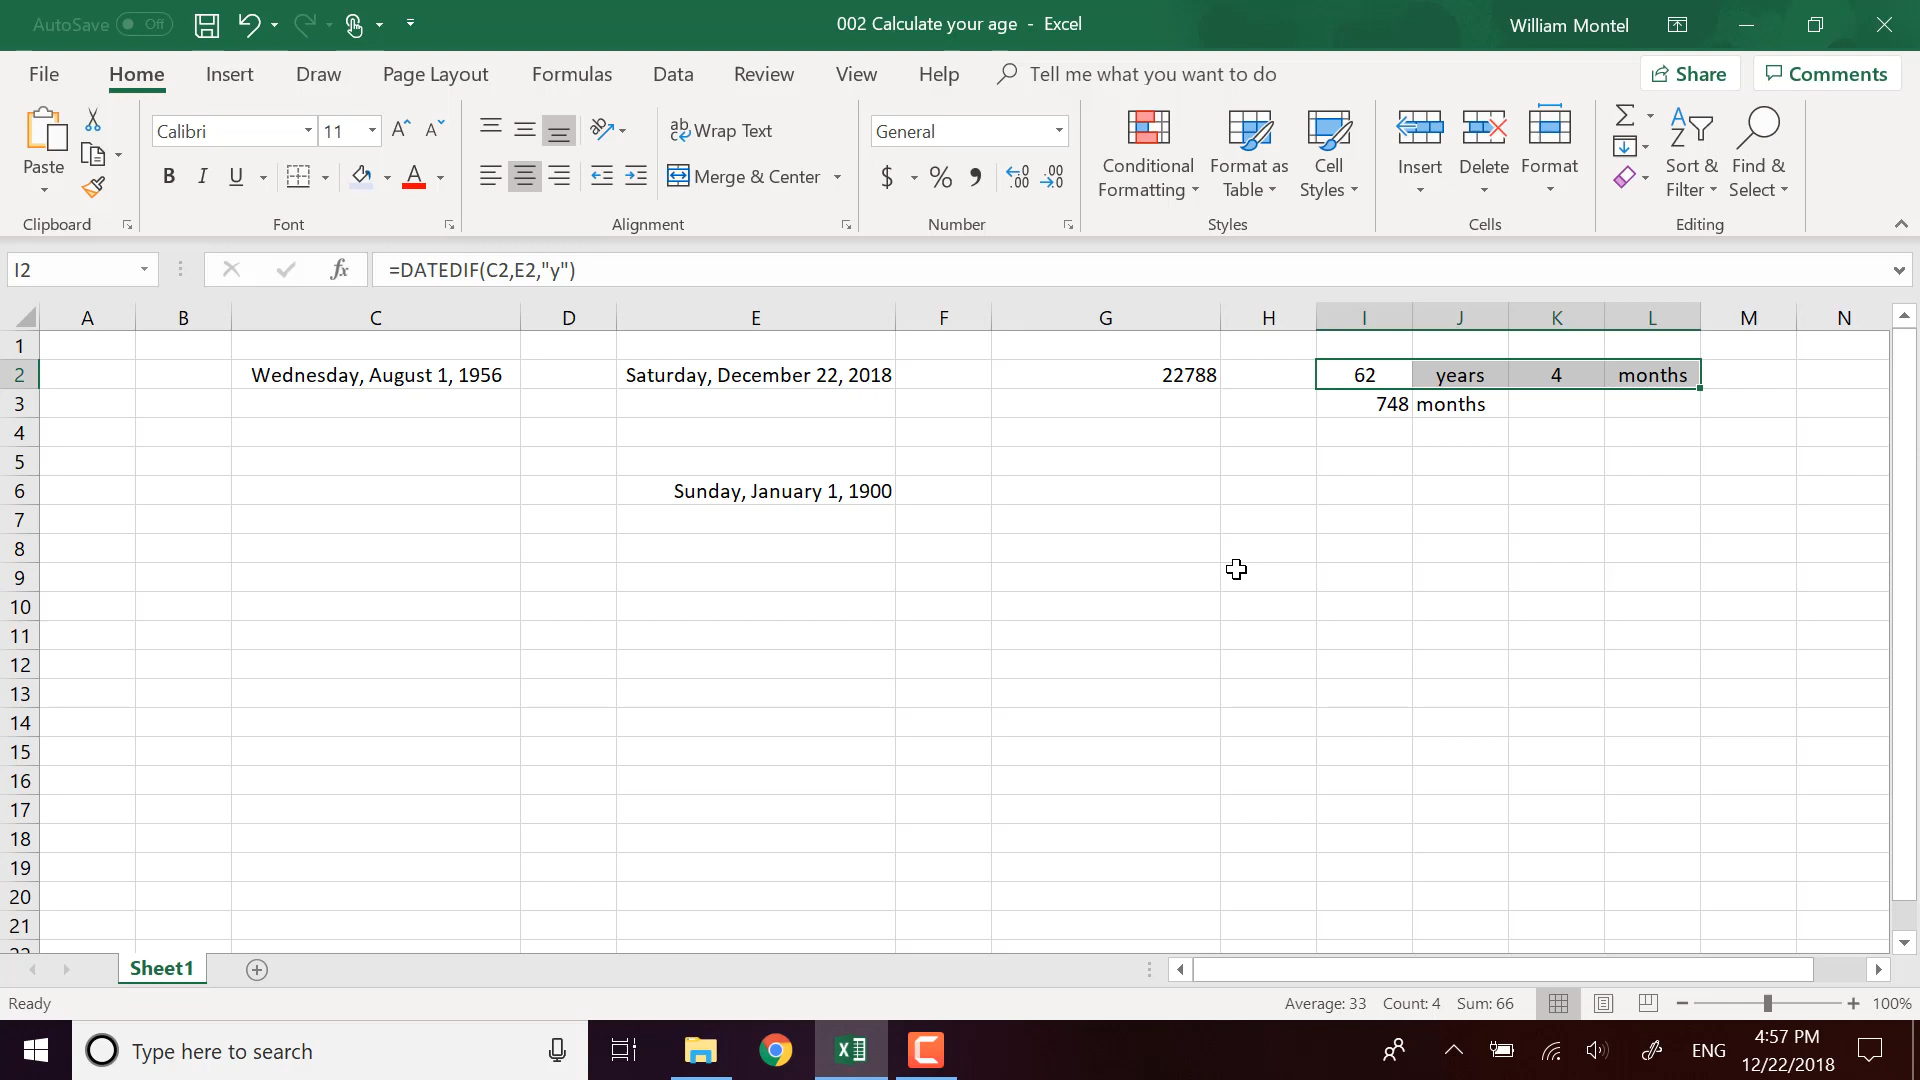 AutoSave Off 002 Calculate your age - Excel William Montel
File Home Insert Draw Page Layout Formulas Data Review View Help Tell me what you want to do Share Comments
Calibri 11 A A ab Wrap Text General
Paste B I U A Merge & Center $ % , .00 .00
Conditional Formatting Format as Table Cell Styles Insert Delete Format Sort & Filter Find & Select
Clipboard Font Alignment Number Styles Cells Editing
I2 fx =DATEDIF(C2,E2,"y")
A B C D E F G H I J K L M N
1
2 Wednesday, August 1, 1956 Saturday, December 22, 2018 22788 62 years 4 months
3 748 months
4
5
6 Sunday, January 1, 1900
7
8
9
10
11
12
13
14
15
16
17
18
19
20
21
22
Sheet1
Ready Average: 33 Count: 4 Sum: 66 100%
Type here to search ENG 4:57 PM
12/22/2018